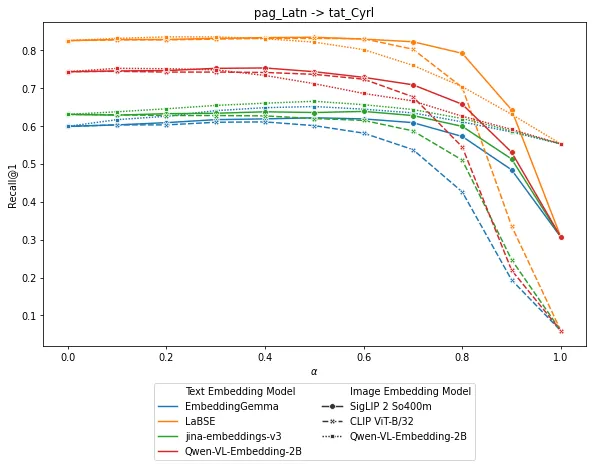 pag_Latn -> tat_Cyrl
Recall@1
0.8
0.7
0.6
0.5
0.4
0.3
0.2
0.1
0.0 0.2 0.4 0.6 0.8 1.0
α
Text Embedding Model Image Embedding Model
EmbeddingGemma SigLIP 2 So400m
LaBSE CLIP ViT-B/32
jina-embeddings-v3 Qwen-VL-Embedding-2B
Qwen-VL-Embedding-2B